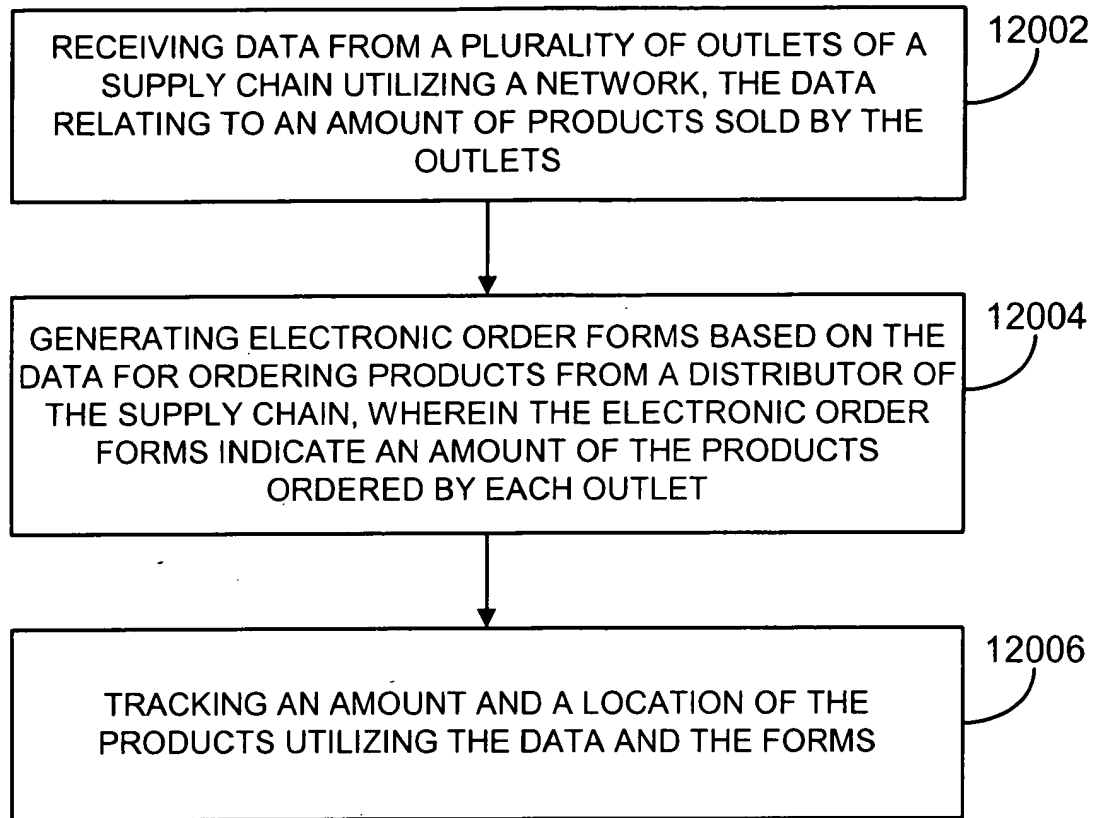 RECEIVING DATA FROM A PLURALITY OF OUTLETS OF A
SUPPLY CHAIN UTILIZING A NETWORK, THE DATA
RELATING TO AN AMOUNT OF PRODUCTS SOLD BY THE
OUTLETS
12002
GENERATING ELECTRONIC ORDER FORMS BASED ON THE
DATA FOR ORDERING PRODUCTS FROM A DISTRIBUTOR OF
THE SUPPLY CHAIN, WHEREIN THE ELECTRONIC ORDER
FORMS INDICATE AN AMOUNT OF THE PRODUCTS
ORDERED BY EACH OUTLET
12004
TRACKING AN AMOUNT AND A LOCATION OF THE
PRODUCTS UTILIZING THE DATA AND THE FORMS
12006